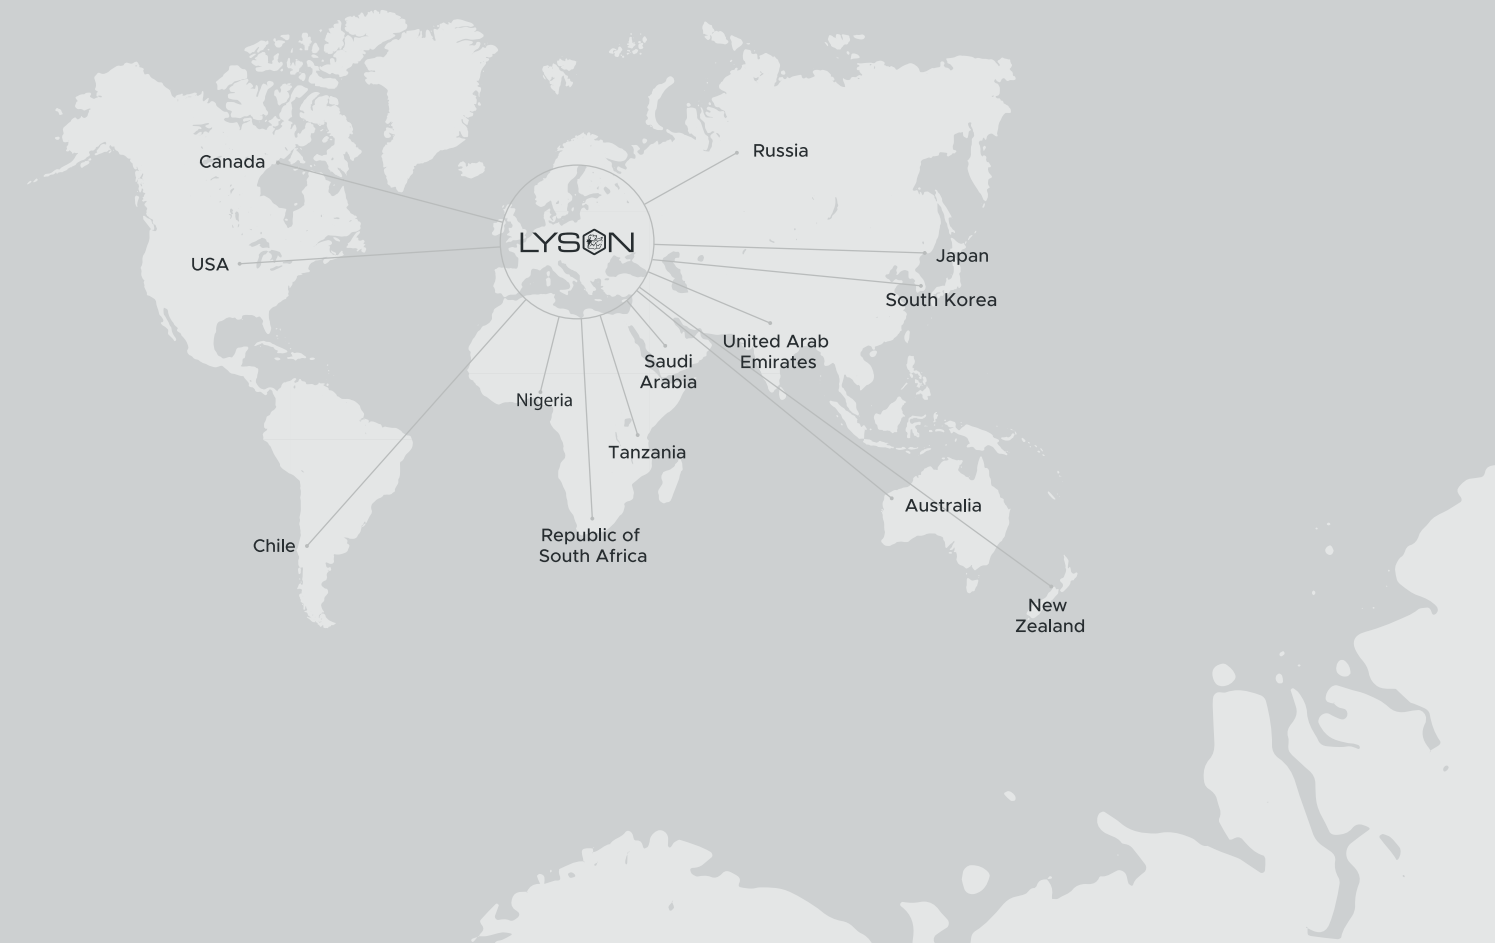 Russia
Canada
LYSON
Japan
USA
South Korea
United Arab
Emirates
Saudi
Arabia
Nigeria
Tanzania
Australia
Republic of
South Africa
Chile
New
Zealand